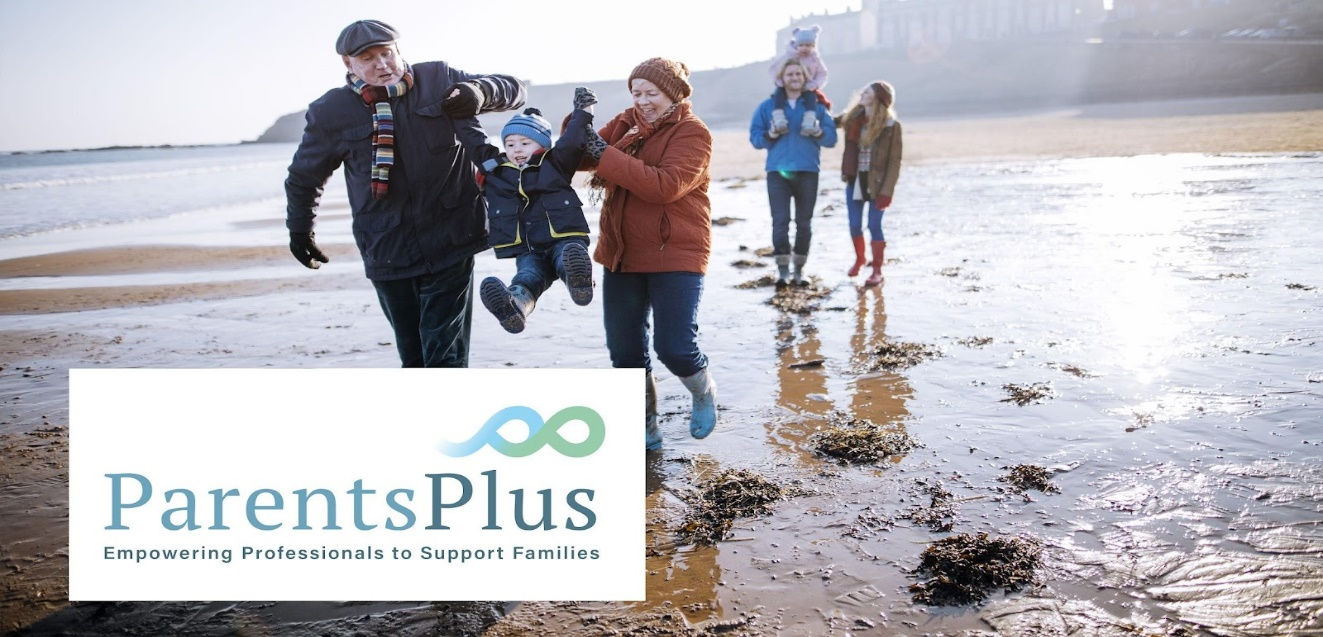 ParentsPlus
Empowering Professionals to Support Families